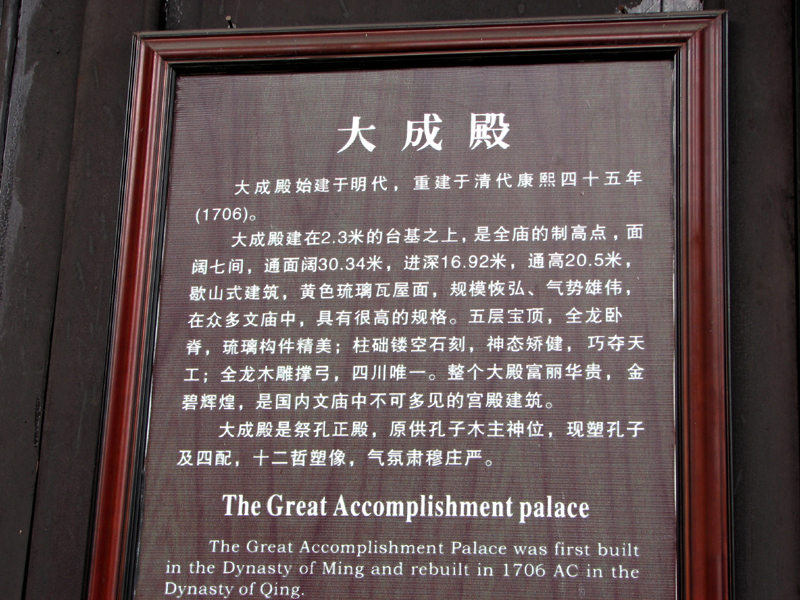 大成殿
大成殿始建于明代，重建于清代康熙四十五年
(1706)。
大成殿建在2.3米的台基之上，是全庙的制高点，面
阔七间，通面阔30.34米，进深16.92米，通高20.5米，
歇山式建筑，黄色琉璃瓦屋面，规模恢弘、气势雄伟，
在众多文庙中，具有很高的规格。五层宝顶，全龙卧
脊，琉璃构件精美；柱础镂空石刻，神态矫健，巧夺天
工；全龙木雕撑弓，四川唯一。整个大殿富丽华贵，金
碧辉煌，是国内文庙中不可多见的宫殿建筑。
大成殿是祭孔正殿，原供孔子木主神位，现塑孔子
及四配，十二哲塑像，气氛肃穆庄严。
The Great Accomplishment palace
The Great Accomplishment Palace was first built
in the Dynasty of Ming and rebuilt in 1706 AC in the
Dynasty of Qing.